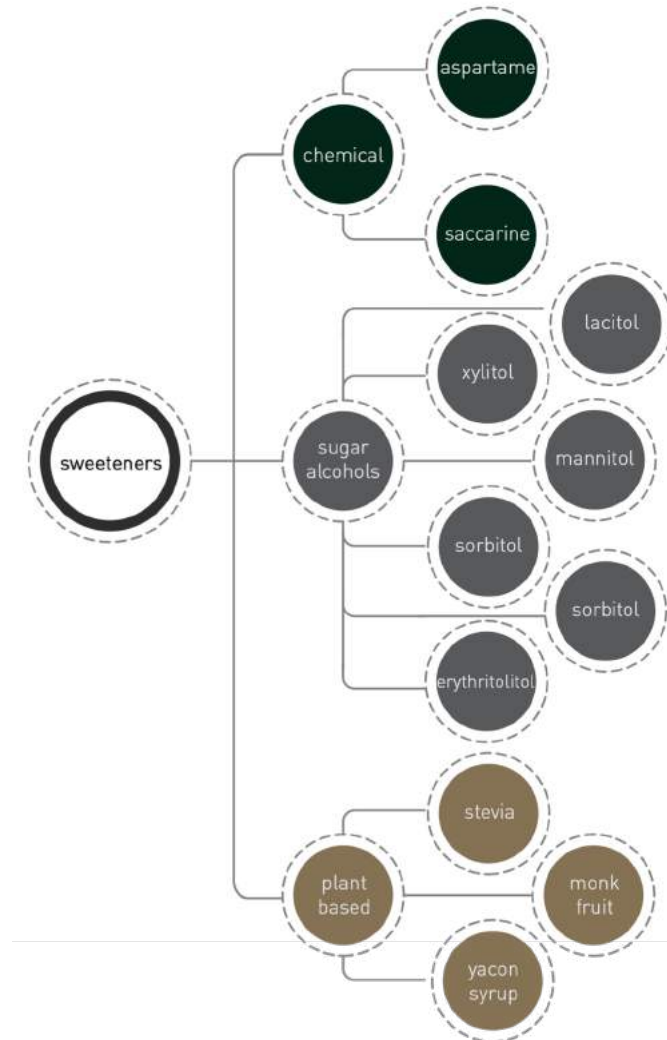 aspartame
chemical
saccarine
lacitol
xylitol
sugar
alcohols
mannitol
sweeteners
sorbitol
sorbitol
erythritolitol
stevia
plant
based
monk
fruit
yacon
syrup